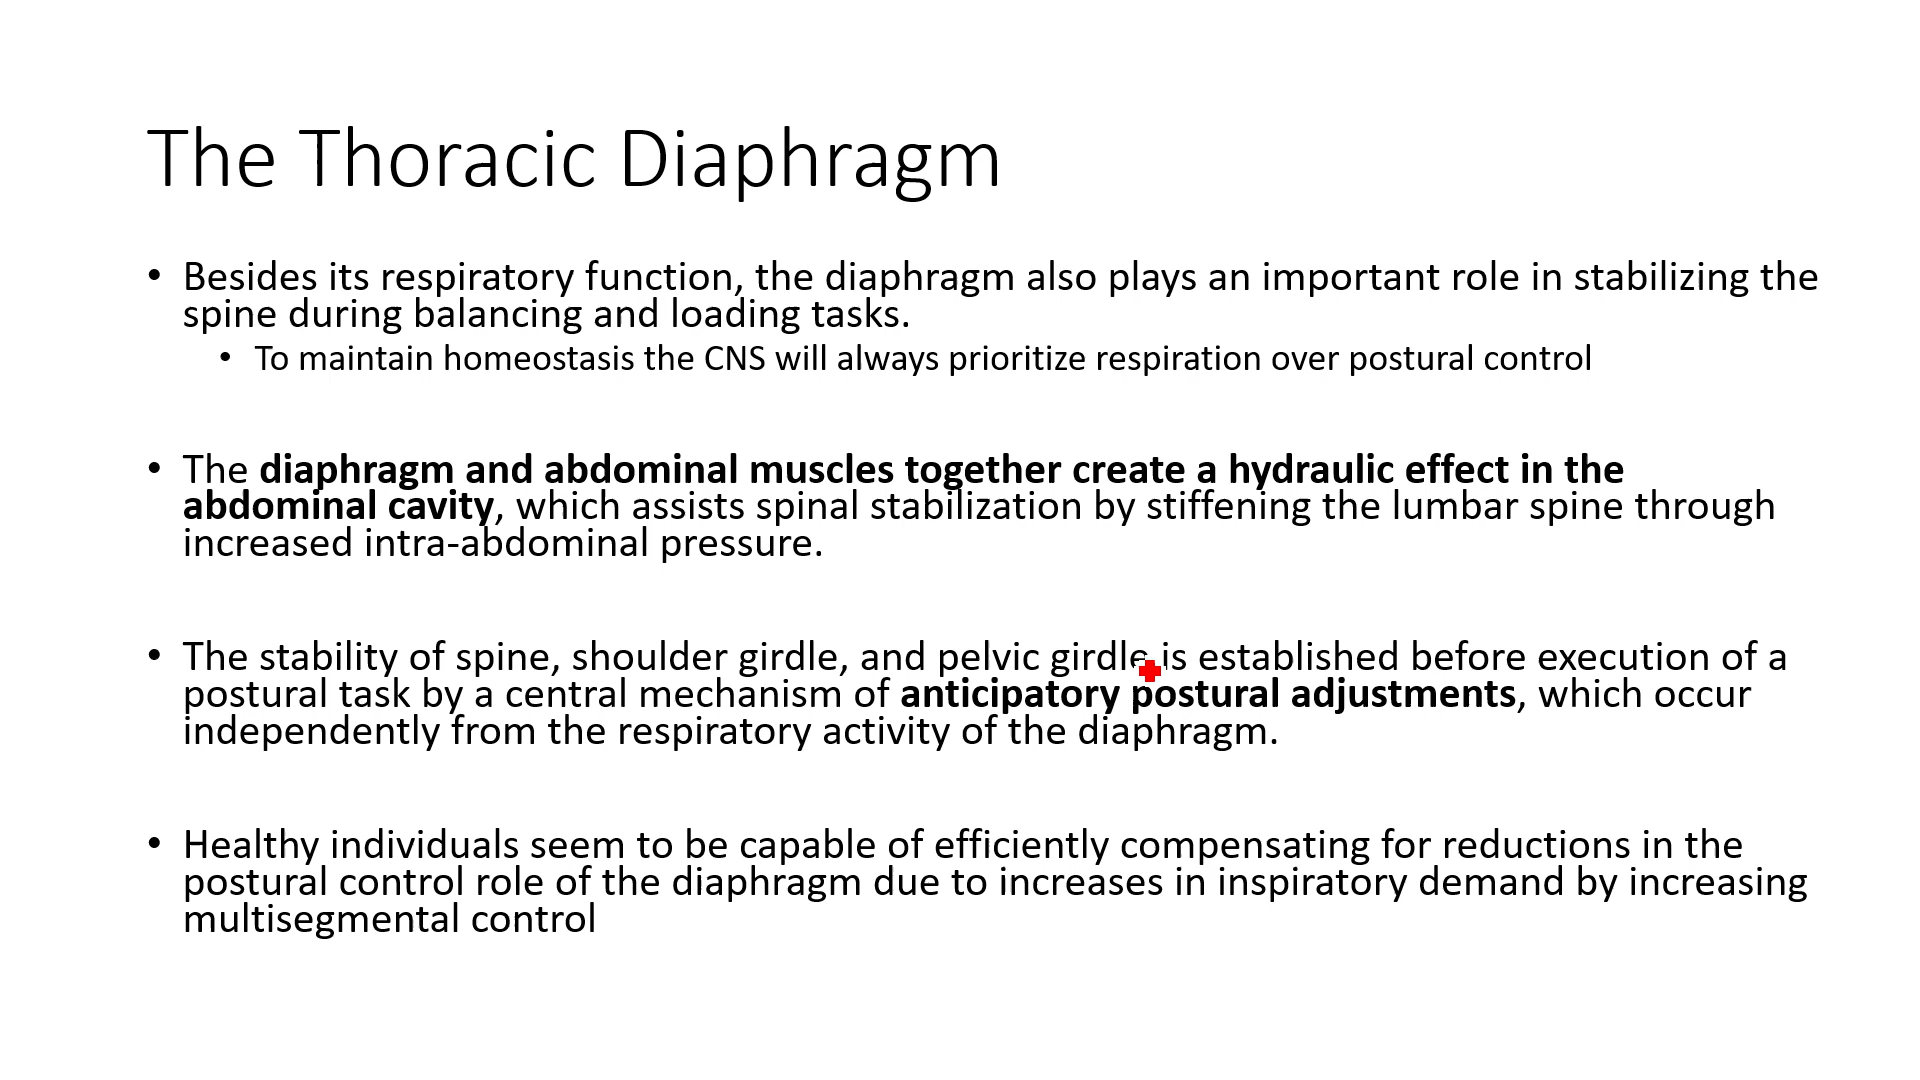 The Thoracic Diaphragm
• Besides its respiratory function, the diaphragm also plays an important role in stabilizing the
spine during balancing and loading tasks.
• To maintain homeostasis the CNS will always prioritize respiration over postural control
• The diaphragm and abdominal muscles together create a hydraulic effect in the
abdominal cavity, which assists spinal stabilization by stiffening the lumbar spine through
increased intra-abdominal pressure.
• The stability of spine, shoulder girdle, and pelvic girdle is established before execution of a
postural task by a central mechanism of anticipatory postural adjustments, which occur
independently from the respiratory activity of the diaphragm.
• Healthy individuals seem to be capable of efficiently compensating for reductions in the
postural control role of the diaphragm due to increases in inspiratory demand by increasing
multisegmental control